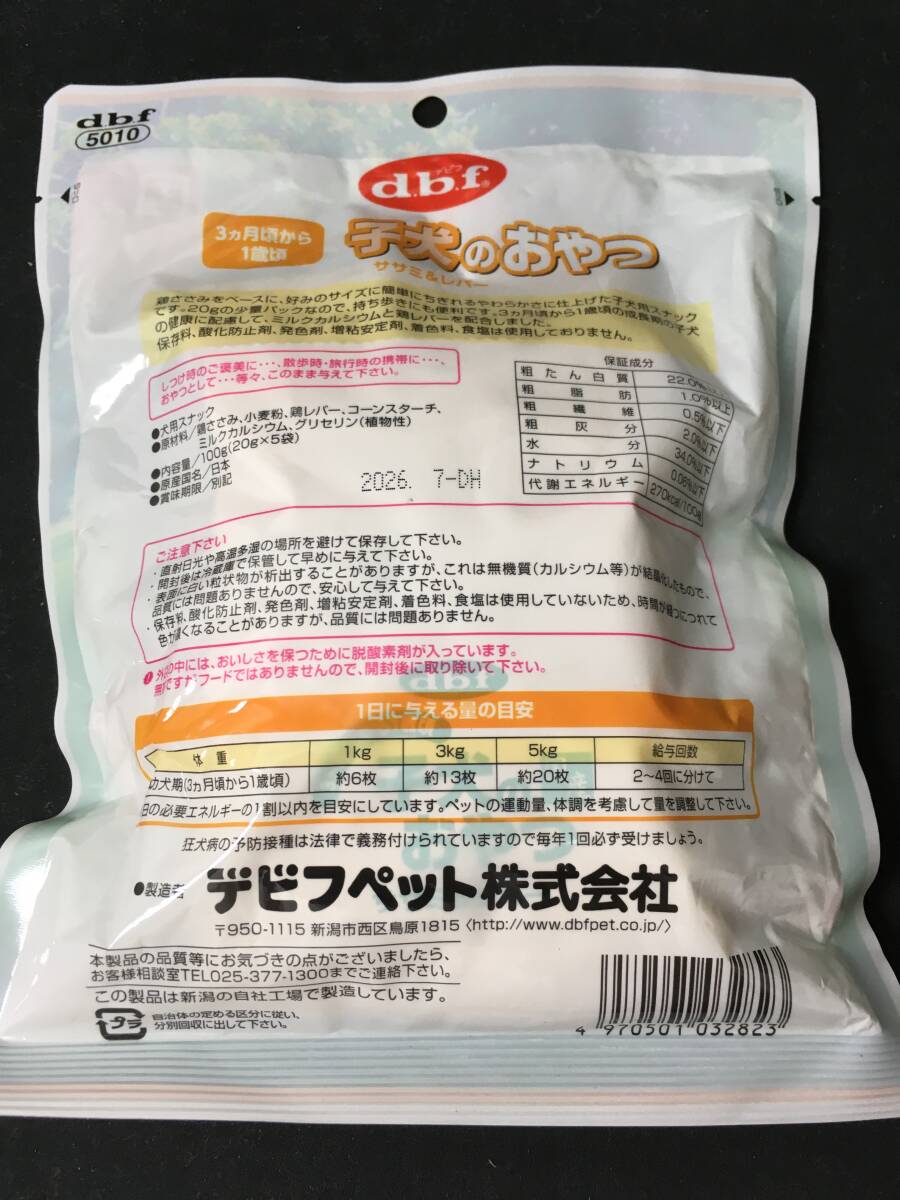 dbf
5010
デビフ
d.b.f®
3ヵ月頃から
1歳頃
子犬のおやつ
ササミ&レバー
鶏ささみをベースに、好みのサイズに簡単にちぎれるやわらかさに仕上げた子犬用スナック
です。20gの少量パックなので、持ち歩きにも便利です。3ヵ月頃から1歳頃の成長期の子犬
の健康に配慮して、ミルクカルシウムと鶏レバーを配合しました。
保存料、酸化防止剤、発色剤、増粘安定剤、着色料、食塩は使用しておりません。
しつけ時のご褒美に・・・、散歩時・旅行時の携帯に・・・、
おやつとして・・・等々、このまま与えて下さい。
●犬用スナック
●原材料/鶏ささみ、小麦粉、鶏レバー、コーンスターチ、
ミルクカルシウム、グリセリン(植物性)
●内容量/100g(20g×5袋)
●原産国名/日本
●賞味期限/別記
2026. 7-DH
保証成分
粗たん白質 22.0%以上
粗脂肪 1.0%以上
粗繊維 0.5%以下
粗灰分 2.0%以下
水分 34.0%以下
ナトリウム 0.06%以下
代謝エネルギー 270kcal/100g
ご注意下さい
・直射日光や高温多湿の場所を避けて保存して下さい。
・開封後は冷蔵庫で保管して早めに与えて下さい。
・表面に白い粒状物が析出することがありますが、これは無機質(カルシウム等)が結晶化したもので、
品質には問題ありませんので、安心して与えて下さい。
・保存料、酸化防止剤、発色剤、増粘安定剤、着色料、食塩は使用していないため、時間が経つにつれて
色が濃くなることがありますが、品質には問題ありません。
の中には、おいしさを保つために脱酸素剤が入っています。
無害ですがフードではありませんので、開封後に取り除いて下さい。
1日に与える量の目安
体重 1kg 3kg 5kg 給与回数
幼犬期(3ヵ月頃から1歳頃) 約6枚 約13枚 約20枚 2〜4回に分けて
日の必要エネルギーの1割以内を目安にしています。ペットの運動量、体調を考慮して量を調整して下さい。
狂犬病の予防接種は法律で義務付けられていますので毎年1回必ず受けましょう。
●製造者 デビフペット株式会社
〒950-1115 新潟市西区鳥原1815〈http://www.dbfpet.co.jp/〉
本製品の品質等にお気づきの点がございましたら、
お客様相談室TEL025-377-1300までご連絡下さい。
この製品は新潟の自社工場で製造しています。
プラ
自治体の定める区分に従い、
分別回収に出して下さい。
4 970501 032823